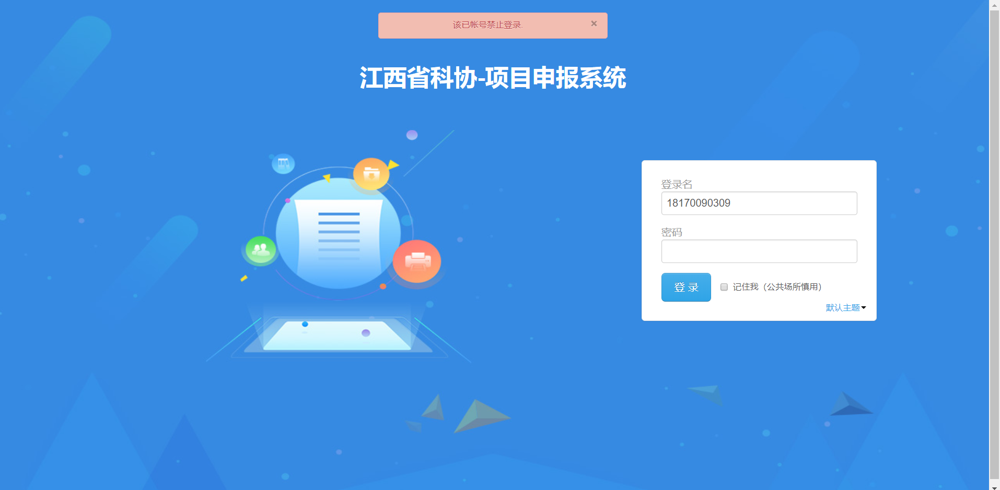 该已帐号禁止登录.
×
江西省科协-项目申报系统
登录名
18170090309
密码
登 录
记住我（公共场所慎用）
默认主题